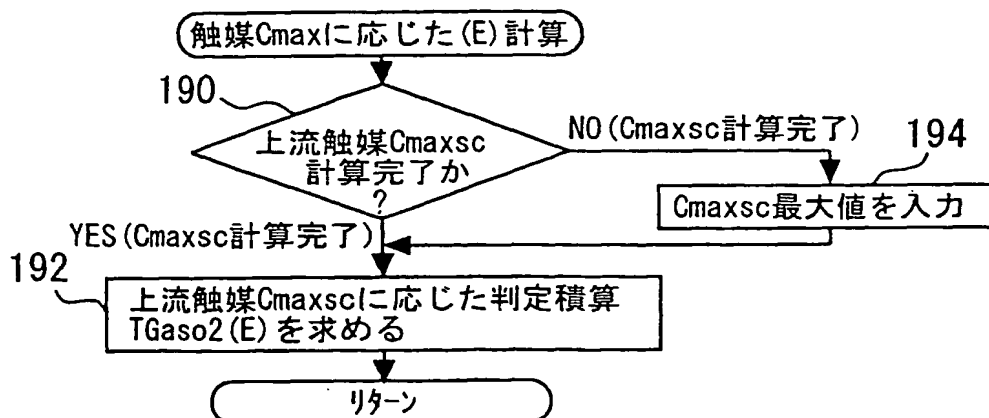 触媒Cmaxに応じた(E)計算
190
上流触媒Cmaxsc
計算完了か
?
NO(Cmaxsc計算完了)
194
Cmaxsc最大値を入力
YES(Cmaxsc計算完了)
192
上流触媒Cmaxscに応じた判定積算
TGaso2(E)を求める
リターン